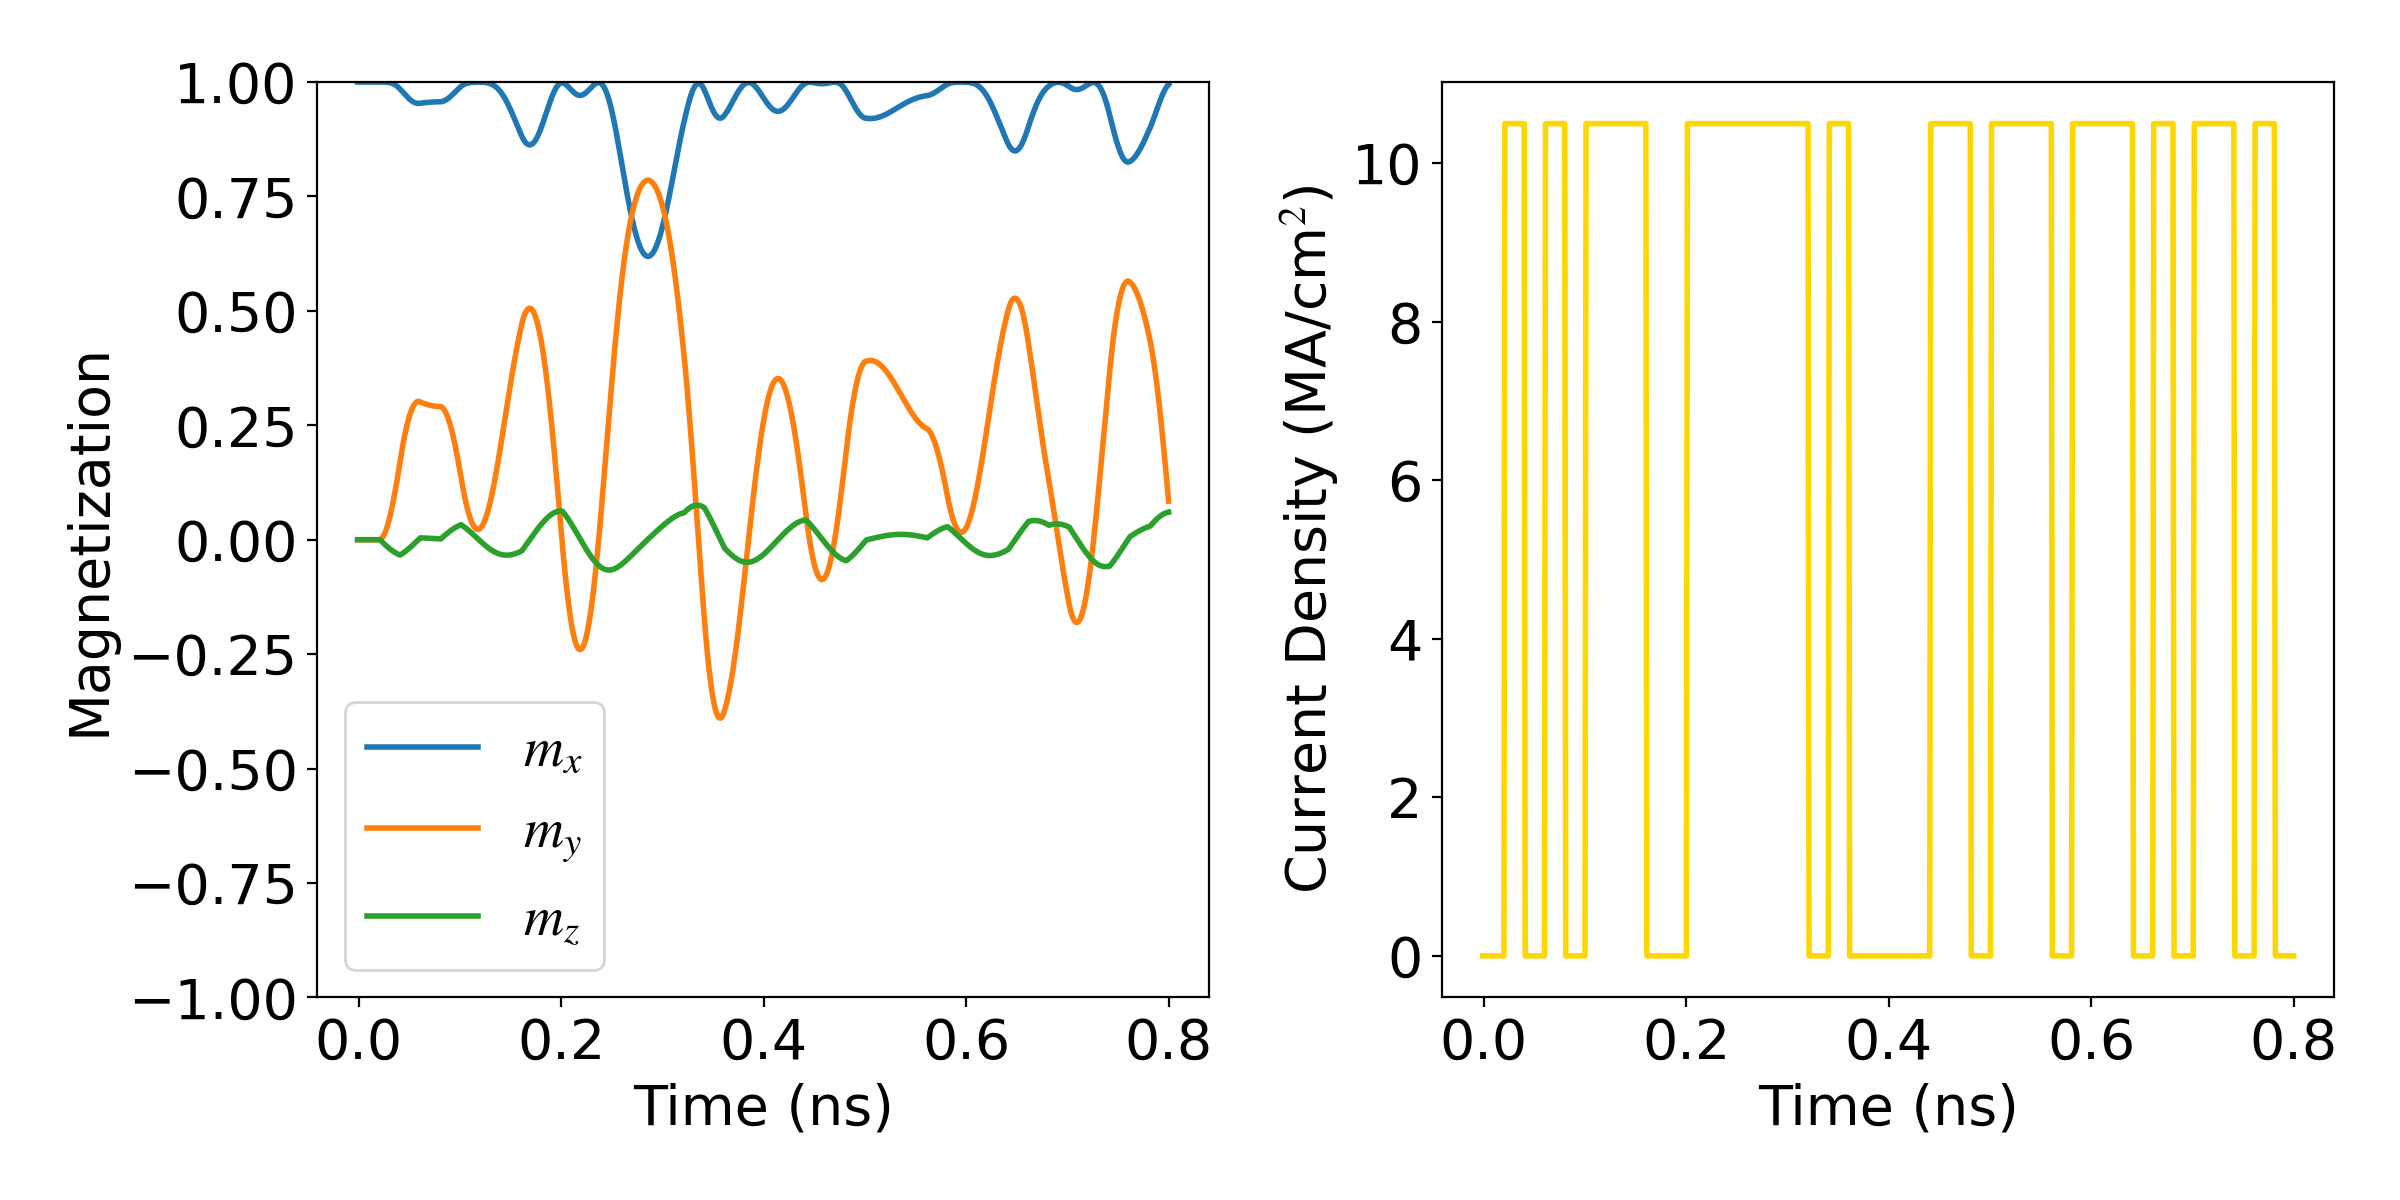 1.00
0.75
0.50
0.25
0.00
−0.25
−0.50
−0.75
−1.00
Magnetization
m_x
m_y
m_z
0.0 0.2 0.4 0.6 0.8
Time (ns)
10
8
6
4
2
0
Current Density (MA/cm²)
0.0 0.2 0.4 0.6 0.8
Time (ns)